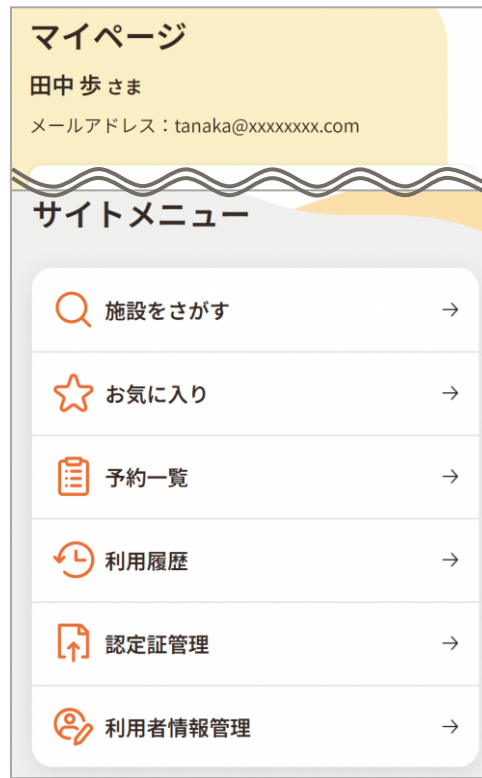 マイページ
田中 歩 さま
メールアドレス：tanaka@xxxxxxxx.com
サイトメニュー
施設をさがす
お気に入り
予約一覧
利用履歴
認定証管理
利用者情報管理